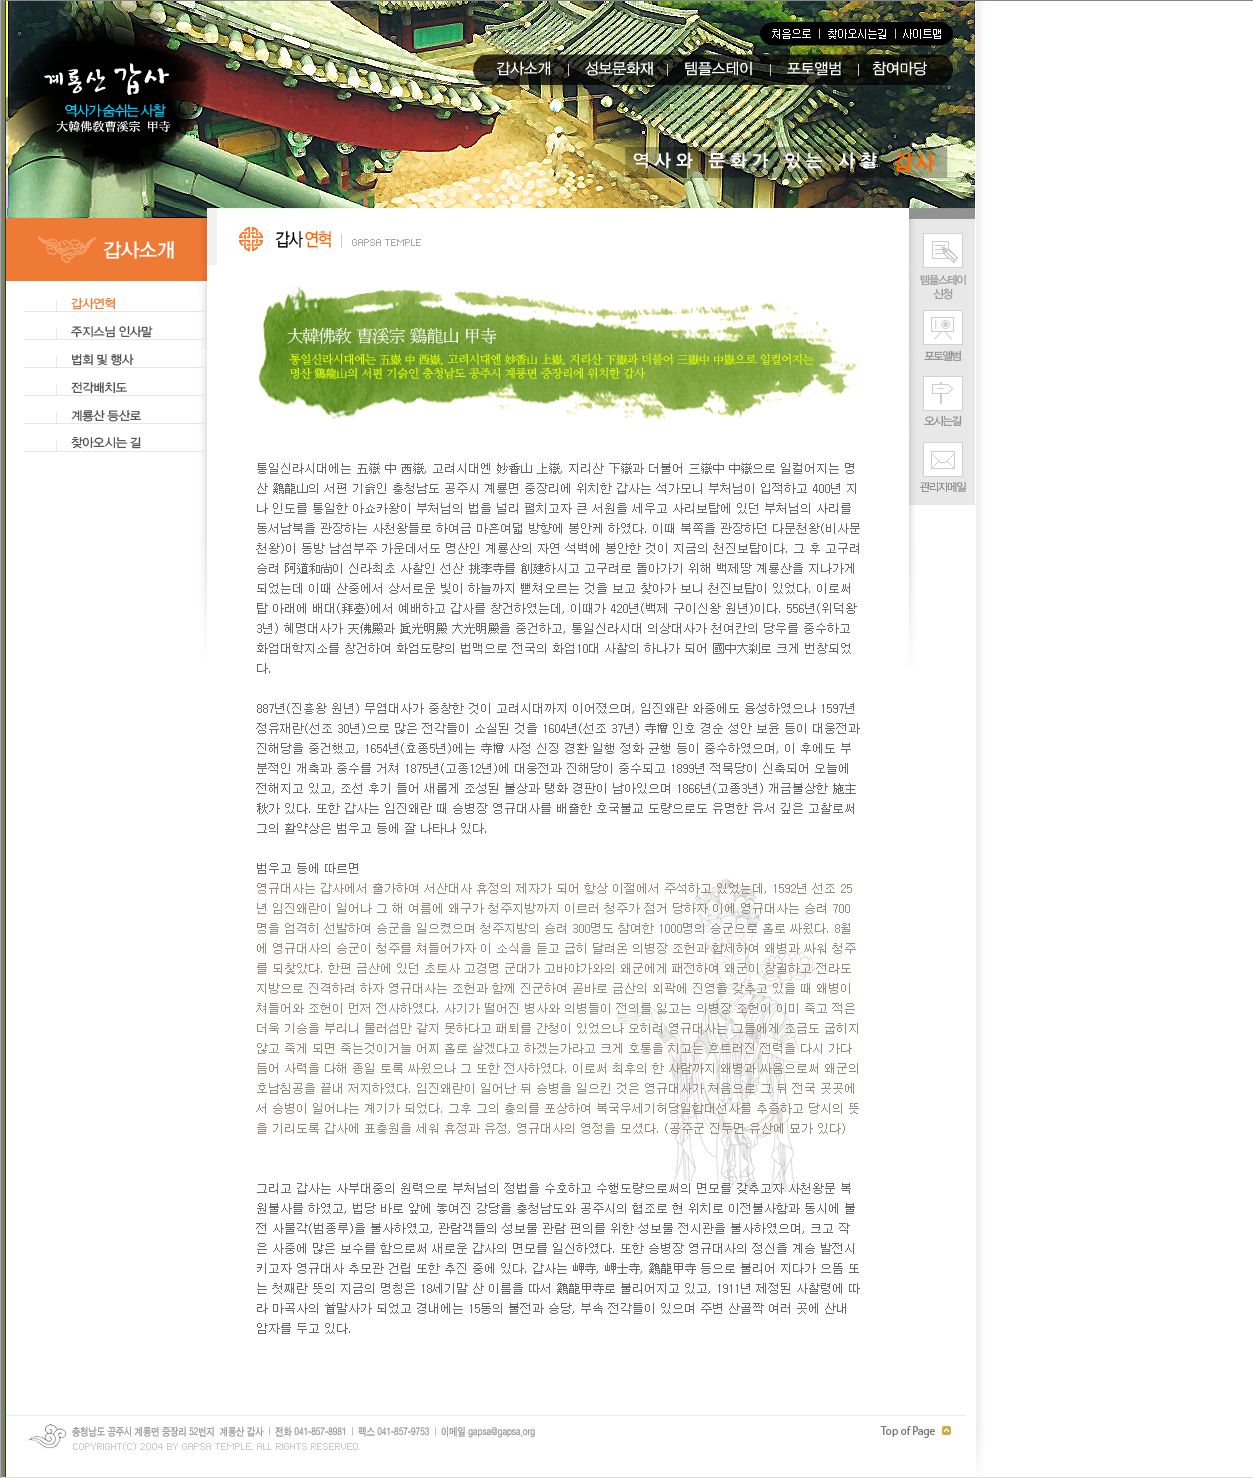 처음으로 | 찾아오시는길 | 사이트맵
갑사소개 | 성보문화재 | 템플스테이 | 포토앨범 | 참여마당
계룡산 갑사
역사가 숨쉬는 사찰
大韓佛敎曹溪宗 甲寺
역사와 문화가 있는 사찰 갑사
갑사소개
갑사연혁
주지스님 인사말
법회 및 행사
전각배치도
계룡산 등산로
찾아오시는 길
갑사 연혁 | GAPSA TEMPLE
템플스테이
신청
포토앨범
오시는길
관리자메일
大韓佛敎 曹溪宗 鷄龍山 甲寺
통일신라시대에는 五嶽 中 西嶽, 고려시대엔 妙香山 上嶽, 지리산 下嶽과 더불어 三嶽中 中嶽으로 일컬어지는
명산 鷄龍山의 서편 기슭인 충청남도 공주시 계룡면 중장리에 위치한 갑사
통일신라시대에는 五嶽 中 西嶽, 고려시대엔 妙香山 上嶽, 지리산 下嶽과 더불어 三嶽中 中嶽으로 일컬어지는 명
산 鷄龍山의 서편 기슭인 충청남도 공주시 계룡면 중장리에 위치한 갑사는 석가모니 부처님이 입적하고 400년 지
나 인도를 통일한 아쇼카왕이 부처님의 법을 널리 펼치고자 큰 서원을 세우고 사리보탑에 있던 부처님의 사리를
동서남북을 관장하는 사천왕들로 하여금 마흔여덟 방향에 봉안케 하였다. 이때 북쪽을 관장하던 다문천왕(비사문
천왕)이 동방 남섬부주 가운데서도 명산인 계룡산의 자연 석벽에 봉안한 것이 지금의 천진보탑이다. 그 후 고구려
승려 阿道和尙이 신라최초 사찰인 선산 挑李寺를 創建하시고 고구려로 돌아가기 위해 백제땅 계룡산을 지나가게
되었는데 이때 산중에서 상서로운 빛이 하늘까지 뻗쳐오르는 것을 보고 찾아가 보니 천진보탑이 있었다. 이로써
탑 아래에 배대(拜臺)에서 예배하고 갑사를 창건하였는데, 이때가 420년(백제 구이신왕 원년)이다. 556년(위덕왕
3년) 혜명대사가 天佛殿과 寘光明殿 大光明殿을 중건하고, 통일신라시대 의상대사가 천여칸의 당우를 중수하고
화엄대학지소를 창건하여 화엄도량의 법맥으로 전국의 화엄10대 사찰의 하나가 되어 國中大刹로 크게 번창되었
다.
887년(진흥왕 원년) 무염대사가 중창한 것이 고려시대까지 이어졌으며, 임진왜란 와중에도 융성하였으나 1597년
정유재란(선조 30년)으로 많은 전각들이 소실된 것을 1604년(선조 37년) 寺僧 인호 경순 성안 보윤 등이 대웅전과
진해당을 중건했고, 1654년(효종5년)에는 寺僧 사정 신징 경환 일행 정화 균행 등이 중수하였으며, 이 후에도 부
분적인 개축과 중수를 거쳐 1875년(고종12년)에 대웅전과 진해당이 중수되고 1899년 적묵당이 신축되어 오늘에
전해지고 있고, 조선 후기 들어 새롭게 조성된 불상과 탱화 경판이 남아있으며 1866년(고종3년) 개금불상한 施主
秋가 있다. 또한 갑사는 임진왜란 때 승병장 영규대사를 배출한 호국불교 도량으로도 유명한 유서 깊은 고찰로써
그의 활약상은 범우고 등에 잘 나타나 있다.
범우고 등에 따르면
영규대사는 갑사에서 출가하여 서산대사 휴정의 제자가 되어 항상 이절에서 주석하고 있었는데, 1592년 선조 25
년 임진왜란이 일어나 그 해 여름에 왜구가 청주지방까지 이르러 청주가 점거 당하자 이에 영규대사는 승려 700
명을 엄격히 선발하여 승군을 일으켰으며 청주지방의 승려 300명도 참여한 1000명의 승군으로 홀로 싸웠다. 8월
에 영규대사의 승군이 청주를 쳐들어가자 이 소식을 듣고 급히 달려온 의병장 조헌과 합세하여 왜병과 싸워 청주
를 되찾았다. 한편 금산에 있던 초토사 고경명 군대가 고바야가와의 왜군에게 패전하여 왜군이 창궐하고 전라도
지방으로 진격하려 하자 영규대사는 조헌과 함께 진군하여 곧바로 금산의 외곽에 진영을 갖추고 있을 때 왜병이
쳐들어와 조헌이 먼저 전사하였다. 사기가 떨어진 병사와 의병들이 전의를 잃고는 의병장 조헌이 이미 죽고 적은
더욱 기승을 부리니 물러섬만 같지 못하다고 패퇴를 간청이 있었으나 오히려 영규대사는 그들에게 조금도 굽히지
않고 죽게 되면 죽는것이거늘 어찌 홀로 살겠다고 하겠는가라고 크게 호통을 치고는 흐트러진 전력을 다시 가다
듬어 사력을 다해 종일 토록 싸웠으나 그 또한 전사하였다. 이로써 최후의 한 사람까지 왜병과 싸움으로써 왜군의
호남침공을 끝내 저지하였다. 임진왜란이 일어난 뒤 승병을 일으킨 것은 영규대사가 처음으로 그 뒤 전국 곳곳에
서 승병이 일어나는 계기가 되었다. 그후 그의 충의를 포상하여 복국우세기허당일합대선사를 추증하고 당시의 뜻
을 기리도록 갑사에 표충원을 세워 휴정과 유정, 영규대사의 영정을 모셨다. (공주군 진두면 유산에 묘가 있다)
그리고 갑사는 사부대중의 원력으로 부처님의 정법을 수호하고 수행도량으로써의 면모를 갖추고자 사천왕문 복
원불사를 하였고, 법당 바로 앞에 놓여진 강당을 충청남도와 공주시의 협조로 현 위치로 이전불사함과 동시에 불
전 사물각(범종루)을 불사하였고, 관람객들의 성보물 관람 편의를 위한 성보물 전시관을 불사하였으며, 크고 작
은 사중에 많은 보수를 함으로써 새로운 갑사의 면모를 일신하였다. 또한 승병장 영규대사의 정신을 계승 발전시
키고자 영규대사 추모관 건립 또한 추진 중에 있다. 갑사는 岬寺, 岬士寺, 鷄龍甲寺 등으로 불리어 지다가 으뜸 또
는 첫째란 뜻의 지금의 명칭은 18세기말 산 이름을 따서 鷄龍甲寺로 불리어지고 있고, 1911년 제정된 사찰령에 따
라 마곡사의 首말사가 되었고 경내에는 15동의 불전과 승당, 부속 전각들이 있으며 주변 산골짝 여러 곳에 산내
암자를 두고 있다.
충청남도 공주시 계룡면 중장리 52번지 계룡산 갑사 | 전화 041-857-8981 | 팩스 041-857-9753 | 이메일 gapsa@gapsa.org
COPYRIGHT(C) 2004 BY GAPSA TEMPLE. ALL RIGHTS RESERVED.
Top of Page